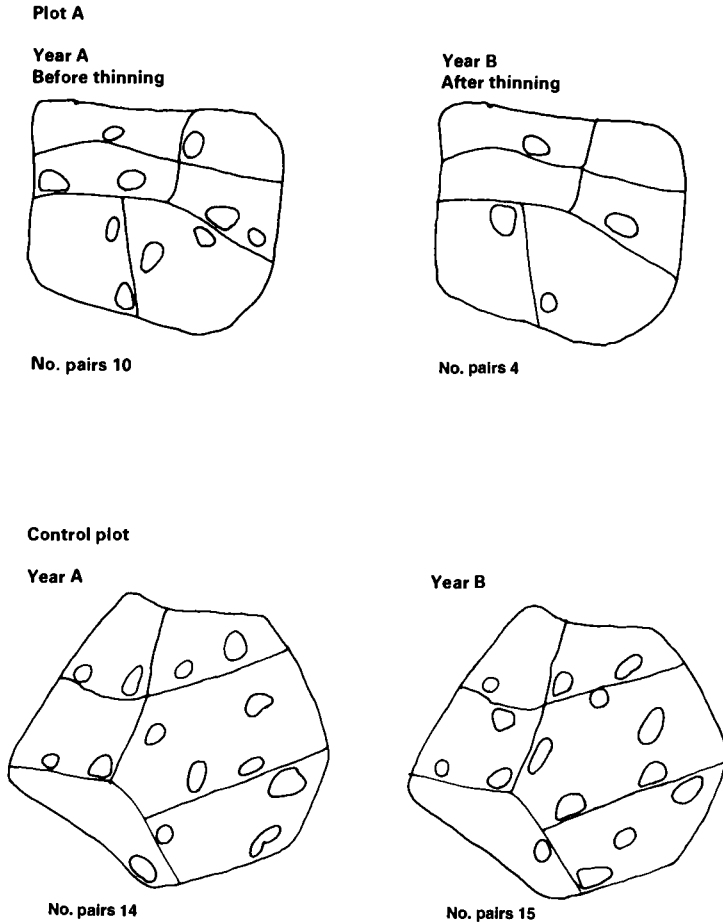 Plot A
Year A
Before thinning
Year B
After thinning
No. pairs 10
No. pairs 4
Control plot
Year A
Year B
No. pairs 14
No. pairs 15